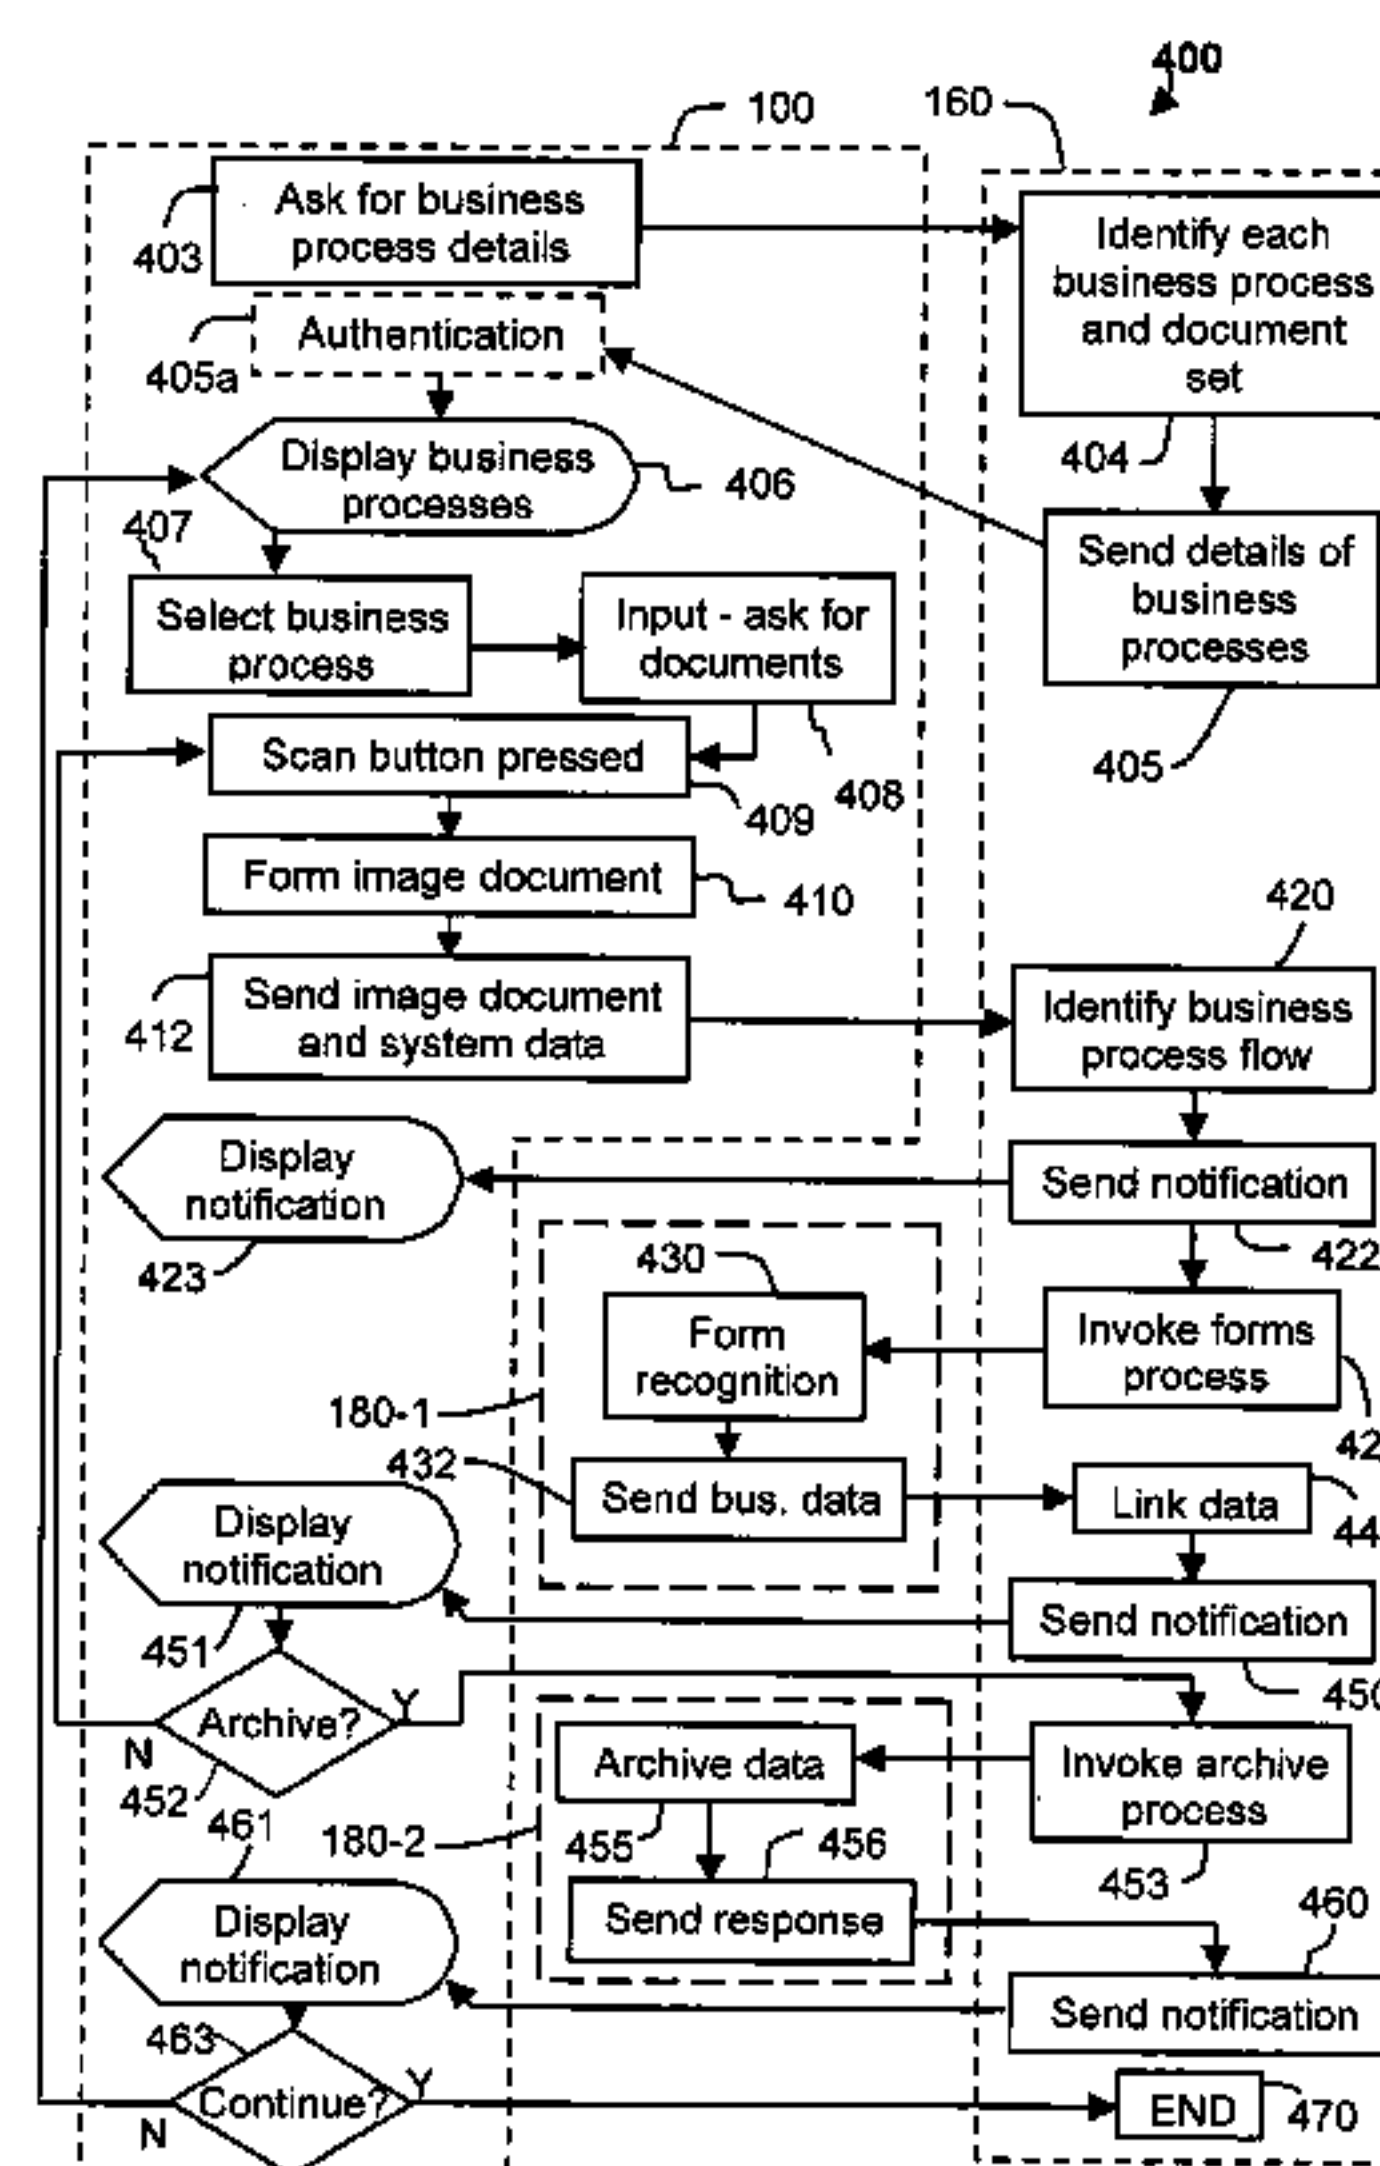 400
100
160
Ask for business
process details
403
Identify each
business process
and document
set
404
Authentication
405a
Display business
processes
406
407
Send details of
business
processes
405
Select business
process
Input - ask for
documents
408
Scan button pressed
409
Form image document
410
420
Send image document
and system data
412
Identify business
process flow
Display
notification
423
Send notification
422
430
Form
recognition
Invoke forms
process
42
180-1
432
Send bus. data
Link data
44
Display
notification
451
Send notification
450
Archive?
Y
N
452
Archive data
455
Invoke archive
process
453
461
180-2
456
Send response
460
Display
notification
Send notification
463
Continue?
Y
N
END
470